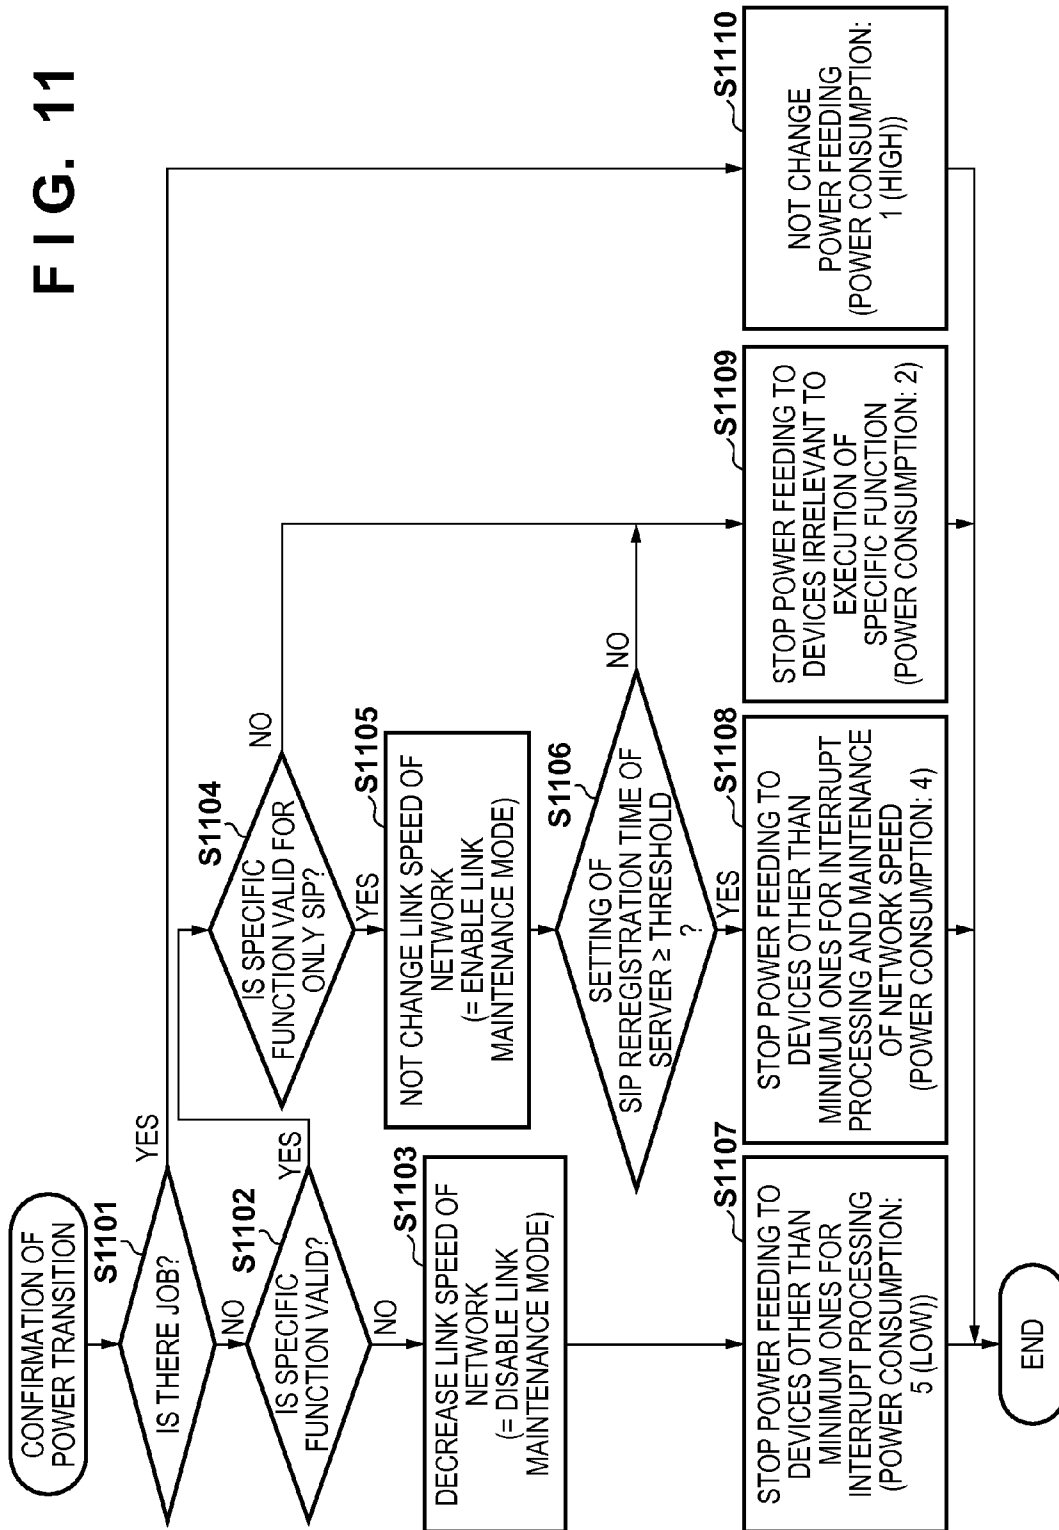 FIG. 11
CONFIRMATION OF
POWER TRANSITION
S1101
IS THERE JOB?
YES
NO
S1102
IS SPECIFIC
FUNCTION VALID?
YES
NO
S1103
DECREASE LINK SPEED OF
NETWORK
(= DISABLE LINK
MAINTENANCE MODE)
S1104
IS SPECIFIC
FUNCTION VALID FOR
ONLY SIP?
NO
YES
S1105
NOT CHANGE LINK SPEED OF
NETWORK
(= ENABLE LINK
MAINTENANCE MODE)
S1106
SETTING OF
SIP REREGISTRATION TIME OF
SERVER ≥ THRESHOLD
?
NO
YES
S1107
STOP POWER FEEDING TO
DEVICES OTHER THAN
MINIMUM ONES FOR
INTERRUPT PROCESSING
(POWER CONSUMPTION:
5 (LOW))
S1108
STOP POWER FEEDING TO
DEVICES OTHER THAN
MINIMUM ONES FOR INTERRUPT
PROCESSING AND MAINTENANCE
OF NETWORK SPEED
(POWER CONSUMPTION: 4)
S1109
STOP POWER FEEDING TO
DEVICES IRRELEVANT TO
EXECUTION OF
SPECIFIC FUNCTION
(POWER CONSUMPTION: 2)
S1110
NOT CHANGE
POWER FEEDING
(POWER CONSUMPTION:
1 (HIGH))
END